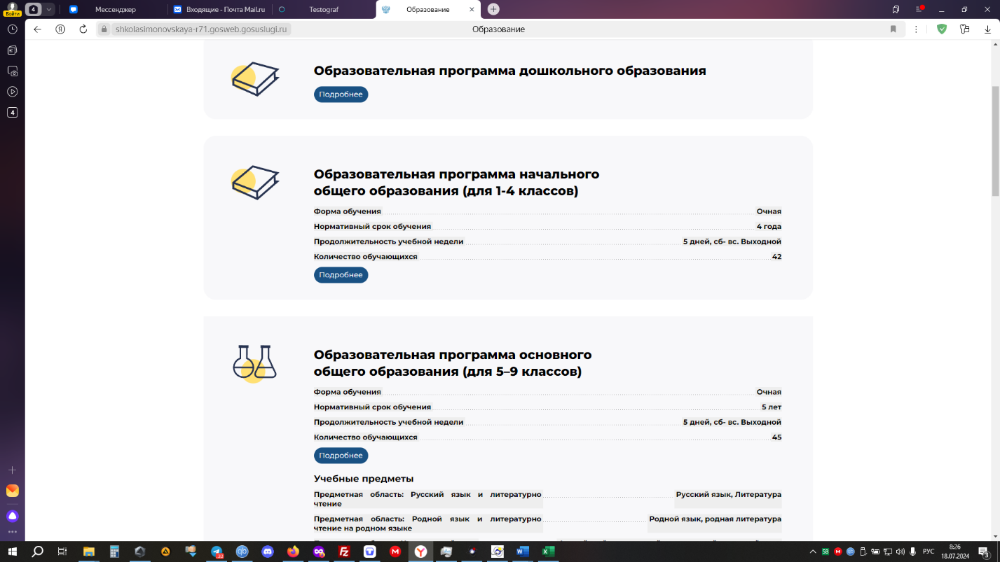 4
Мессенджер
Входящие - Почта Mail.ru
Testograf
Образование
Войти
shkolasimonovskaya-r71.gosweb.gosuslugi.ru
Образование
4
Образовательная программа дошкольного образования
Подробнее
Образовательная программа начального
общего образования (для 1-4 классов)
Форма обучения Очная
Нормативный срок обучения 4 года
Продолжительность учебной недели 5 дней, сб- вс. Выходной
Количество обучающихся 42
Подробнее
Образовательная программа основного
общего образования (для 5–9 классов)
Форма обучения Очная
Нормативный срок обучения 5 лет
Продолжительность учебной недели 5 дней, сб- вс. Выходной
Количество обучающихся 45
Подробнее
Учебные предметы
Предметная область: Русский язык и литературно Русский язык, Литература
чтение
Предметная область: Родной язык и литературно Родной язык, родная литература
чтение на родном языке
58
РУС
8:26
18.07.2024
3